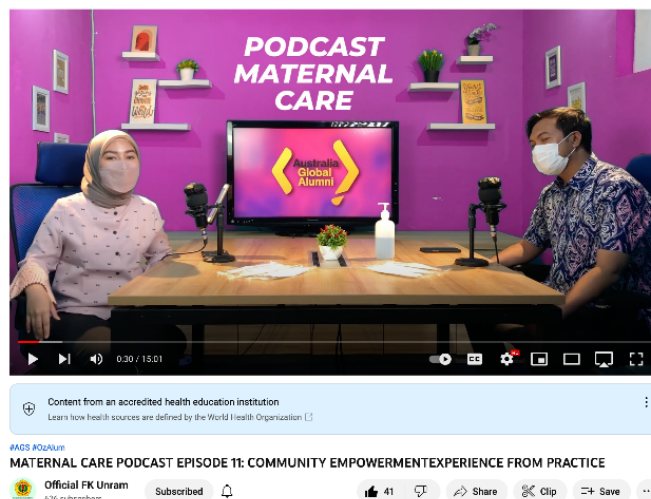 PODCAST
MATERNAL
CARE
Australia
Global
Alumni
0:30 / 15:01
CC
Content from an accredited health education institution
Learn how health sources are defined by the World Health Organization
#AGS #OzAlum
MATERNAL CARE PODCAST EPISODE 11: COMMUNITY EMPOWERMENTEXPERIENCE FROM PRACTICE
Official FK Unram
Subscribed
41
Share
Clip
Save